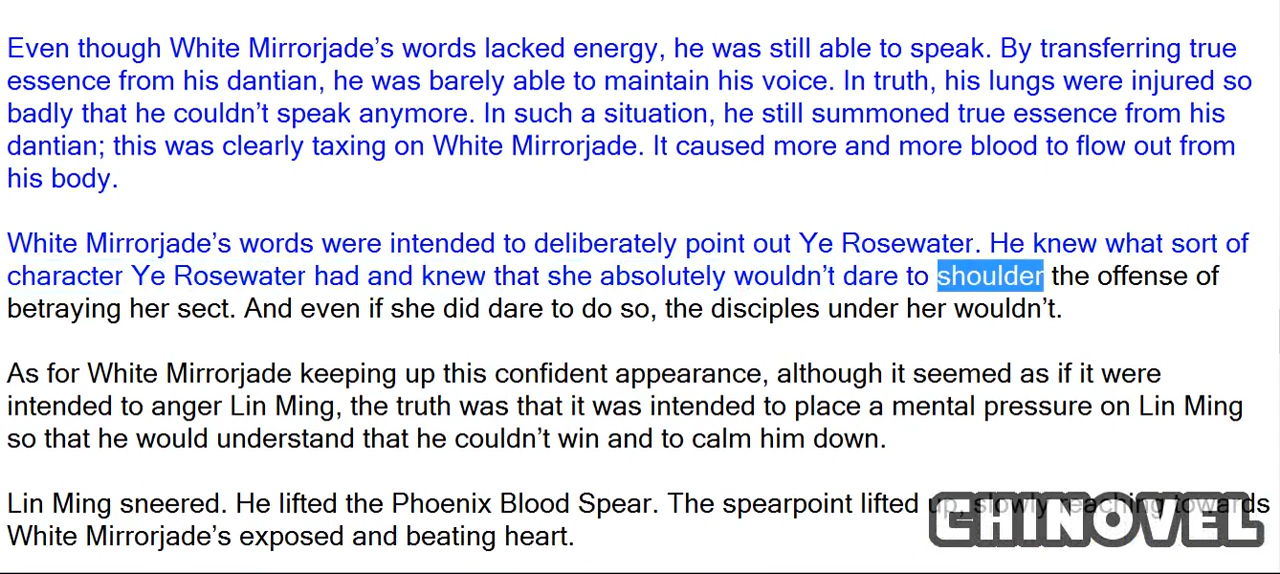 Even though White Mirrorjade’s words lacked energy, he was still able to speak. By transferring true
essence from his dantian, he was barely able to maintain his voice. In truth, his lungs were injured so
badly that he couldn’t speak anymore. In such a situation, he still summoned true essence from his
dantian; this was clearly taxing on White Mirrorjade. It caused more and more blood to flow out from
his body.
White Mirrorjade’s words were intended to deliberately point out Ye Rosewater. He knew what sort of
character Ye Rosewater had and knew that she absolutely wouldn’t dare to shoulder the offense of
betraying her sect. And even if she did dare to do so, the disciples under her wouldn’t.
As for White Mirrorjade keeping up this confident appearance, although it seemed as if it were
intended to anger Lin Ming, the truth was that it was intended to place a mental pressure on Lin Ming
so that he would understand that he couldn’t win and to calm him down.
Lin Ming sneered. He lifted the Phoenix Blood Spear. The spearpoint lifted up, slowly reaching towards
White Mirrorjade’s exposed and beating heart.
CHINOVEL